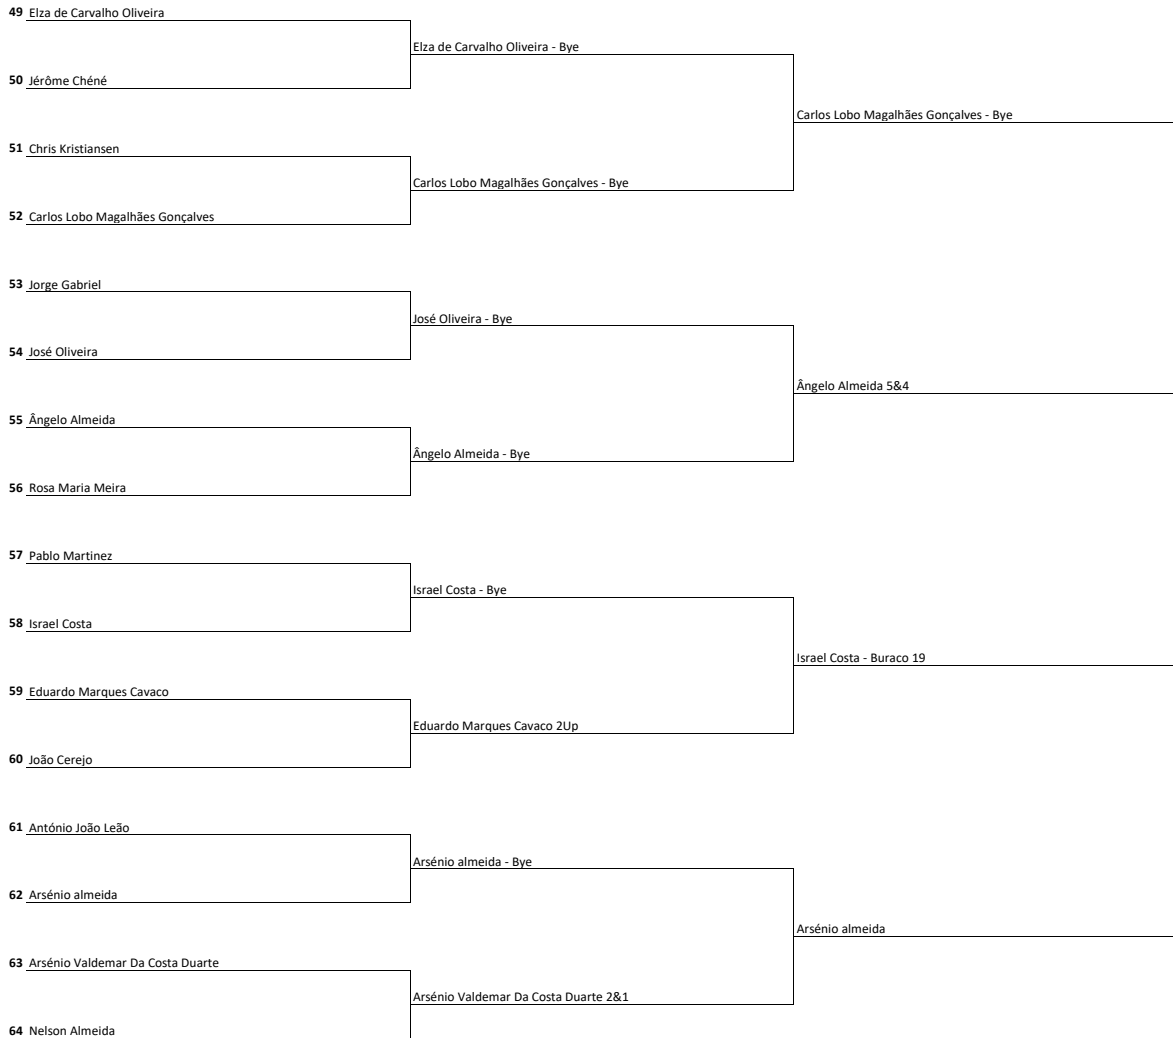 49 Elza de Carvalho Oliveira
Elza de Carvalho Oliveira - Bye
50 Jérôme Chéné
Carlos Lobo Magalhães Gonçalves - Bye
51 Chris Kristiansen
Carlos Lobo Magalhães Gonçalves - Bye
52 Carlos Lobo Magalhães Gonçalves
53 Jorge Gabriel
José Oliveira - Bye
54 José Oliveira
Ângelo Almeida 5&4
55 Ângelo Almeida
Ângelo Almeida - Bye
56 Rosa Maria Meira
57 Pablo Martinez
Israel Costa - Bye
58 Israel Costa
Israel Costa - Buraco 19
59 Eduardo Marques Cavaco
Eduardo Marques Cavaco 2Up
60 João Cerejo
61 António João Leão
Arsénio almeida - Bye
62 Arsénio almeida
Arsénio almeida
63 Arsénio Valdemar Da Costa Duarte
Arsénio Valdemar Da Costa Duarte 2&1
64 Nelson Almeida